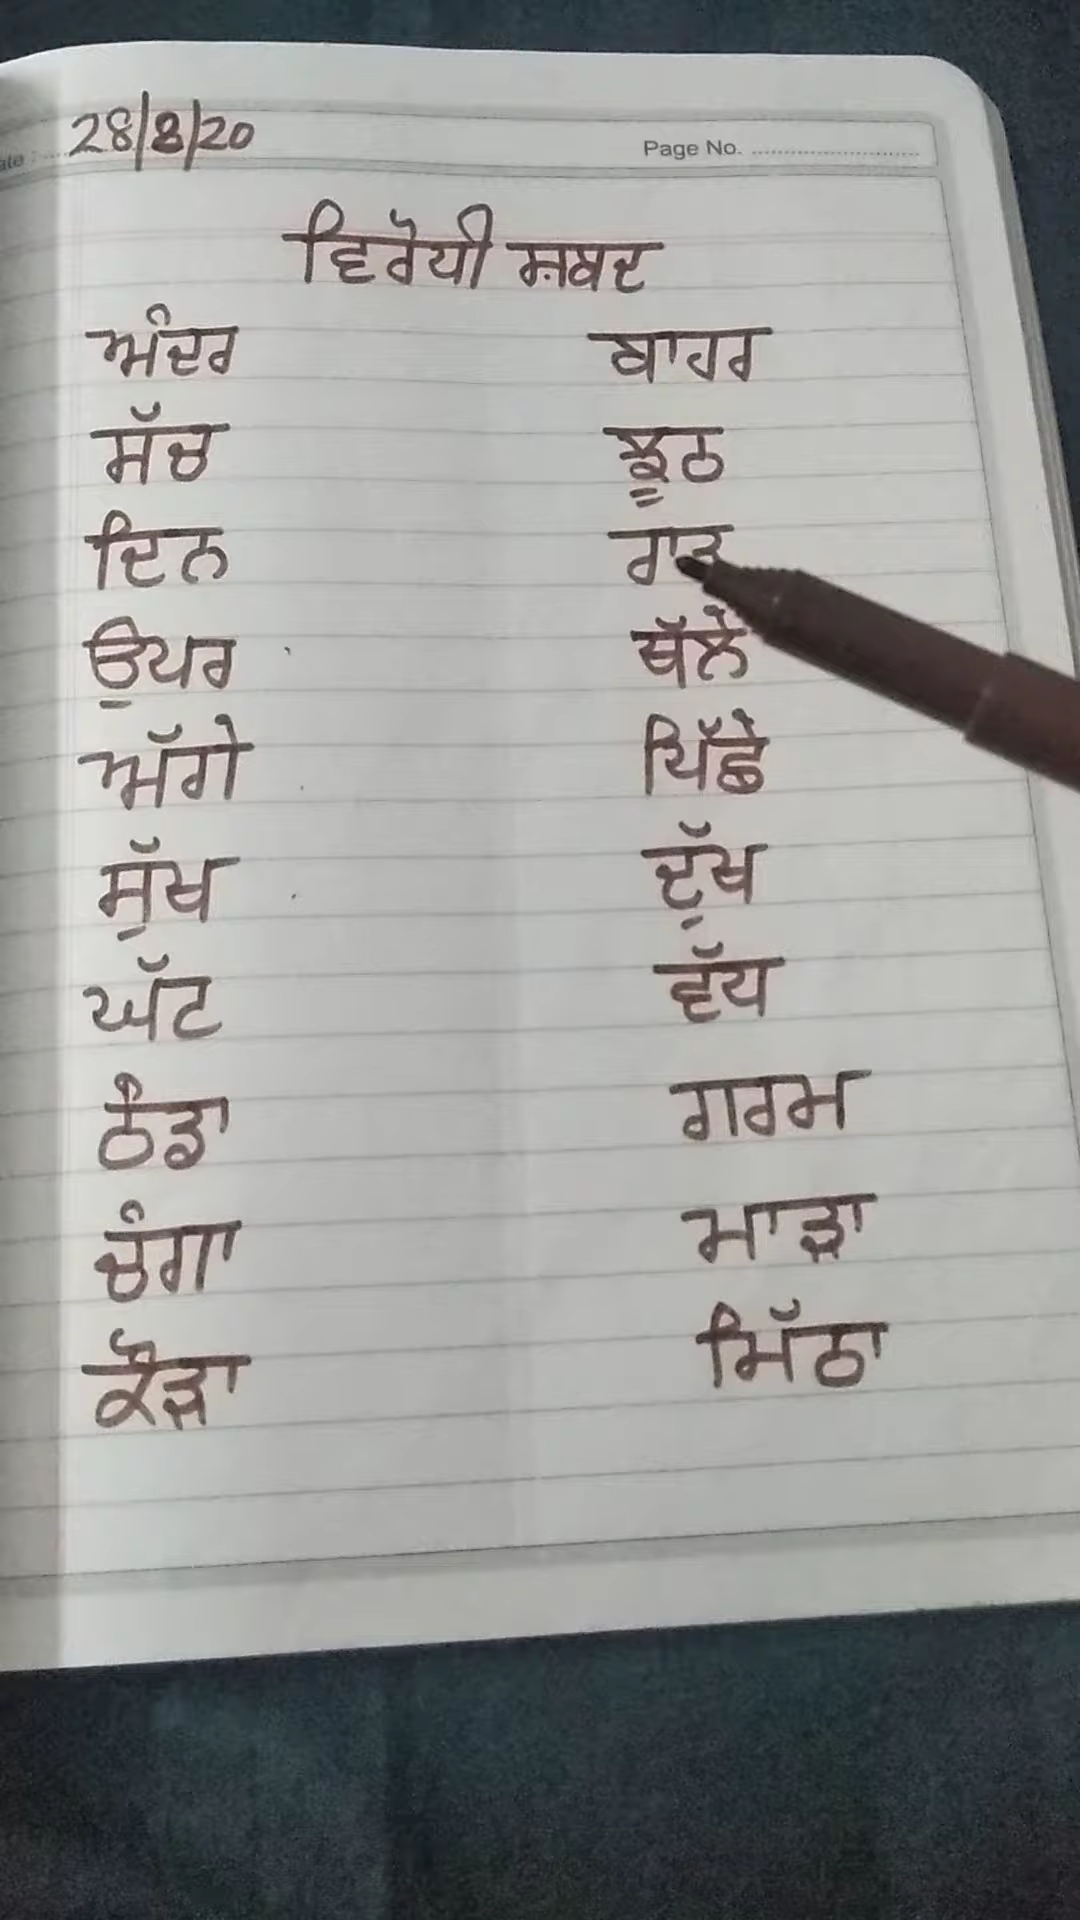 28/8/20
Page No.
ਵਿਰੋਧੀ ਸ਼ਬਦ
ਅੰਦਰ ਬਾਹਰ
ਸੱਚ ਝੂਠ
ਦਿਨ ਰਾਤ
ਉਪਰ ਥੱਲੇ
ਅੱਗੇ ਪਿੱਛੇ
ਸੁੱਖ ਦੁੱਖ
ਘੱਟ ਵੱਧ
ਠੰਡਾ ਗਰਮ
ਚੰਗਾ ਮਾੜਾ
ਕੌੜਾ ਮਿੱਠਾ